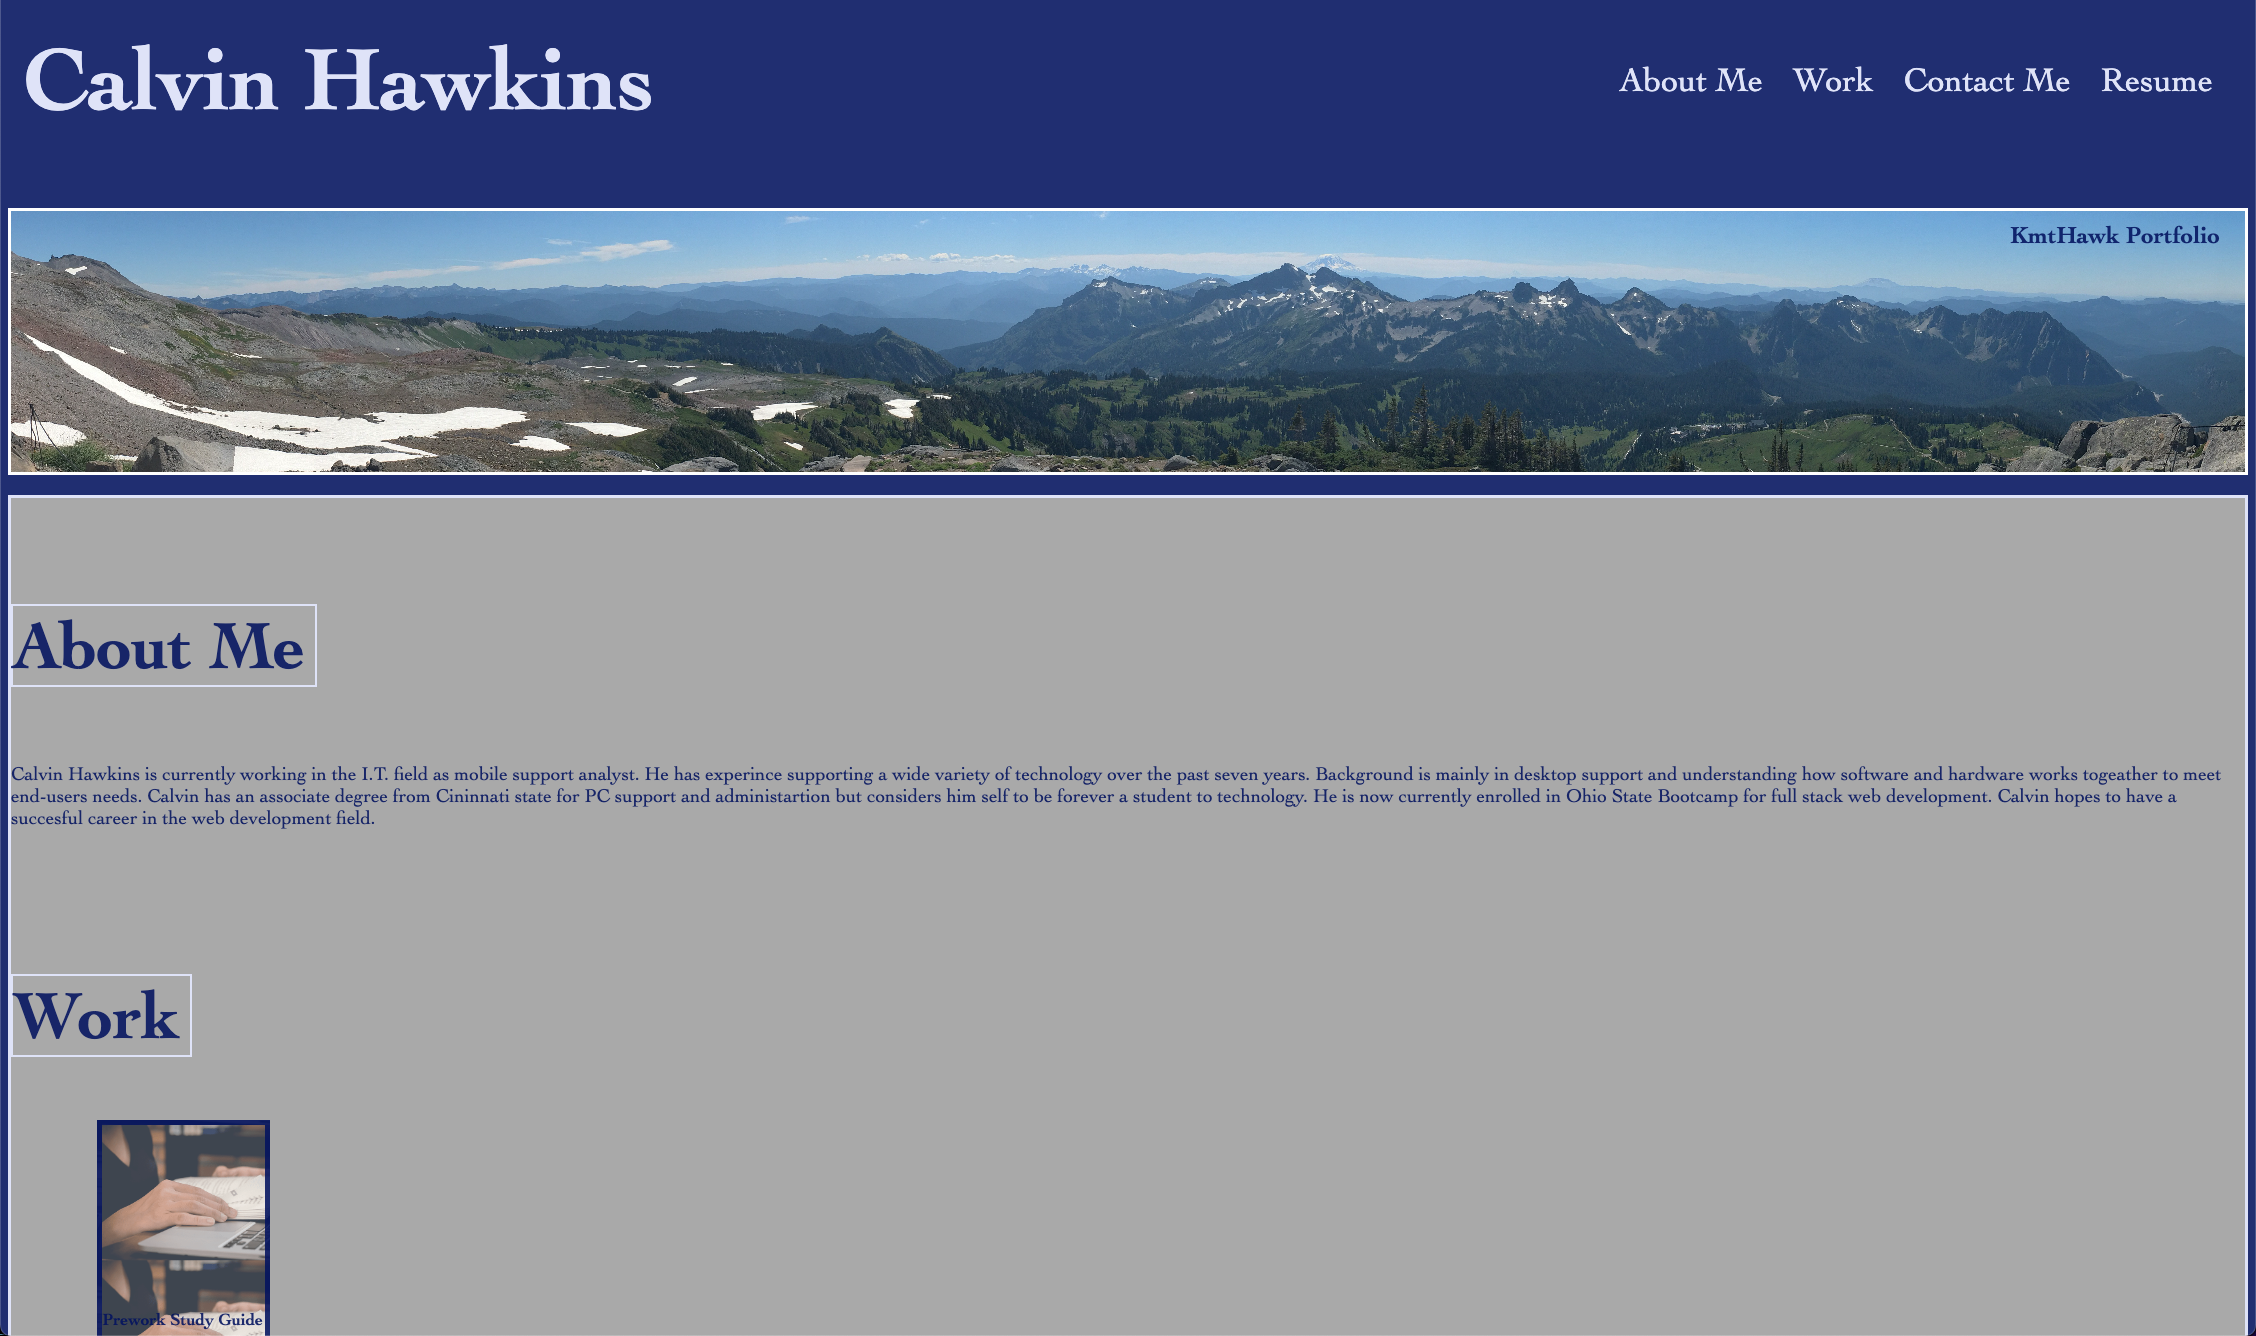 Calvin Hawkins
About Me Work Contact Me Resume
KmtHawk Portfolio
About Me
Calvin Hawkins is currently working in the I.T. field as mobile support analyst. He has experince supporting a wide variety of technology over the past seven years. Background is mainly in desktop support and understanding how software and hardware works togeather to meet
end-users needs. Calvin has an associate degree from Cininnati state for PC support and administartion but considers him self to be forever a student to technology. He is now currently enrolled in Ohio State Bootcamp for full stack web development. Calvin hopes to have a
succesful career in the web development field.
Work
Prework Study Guide